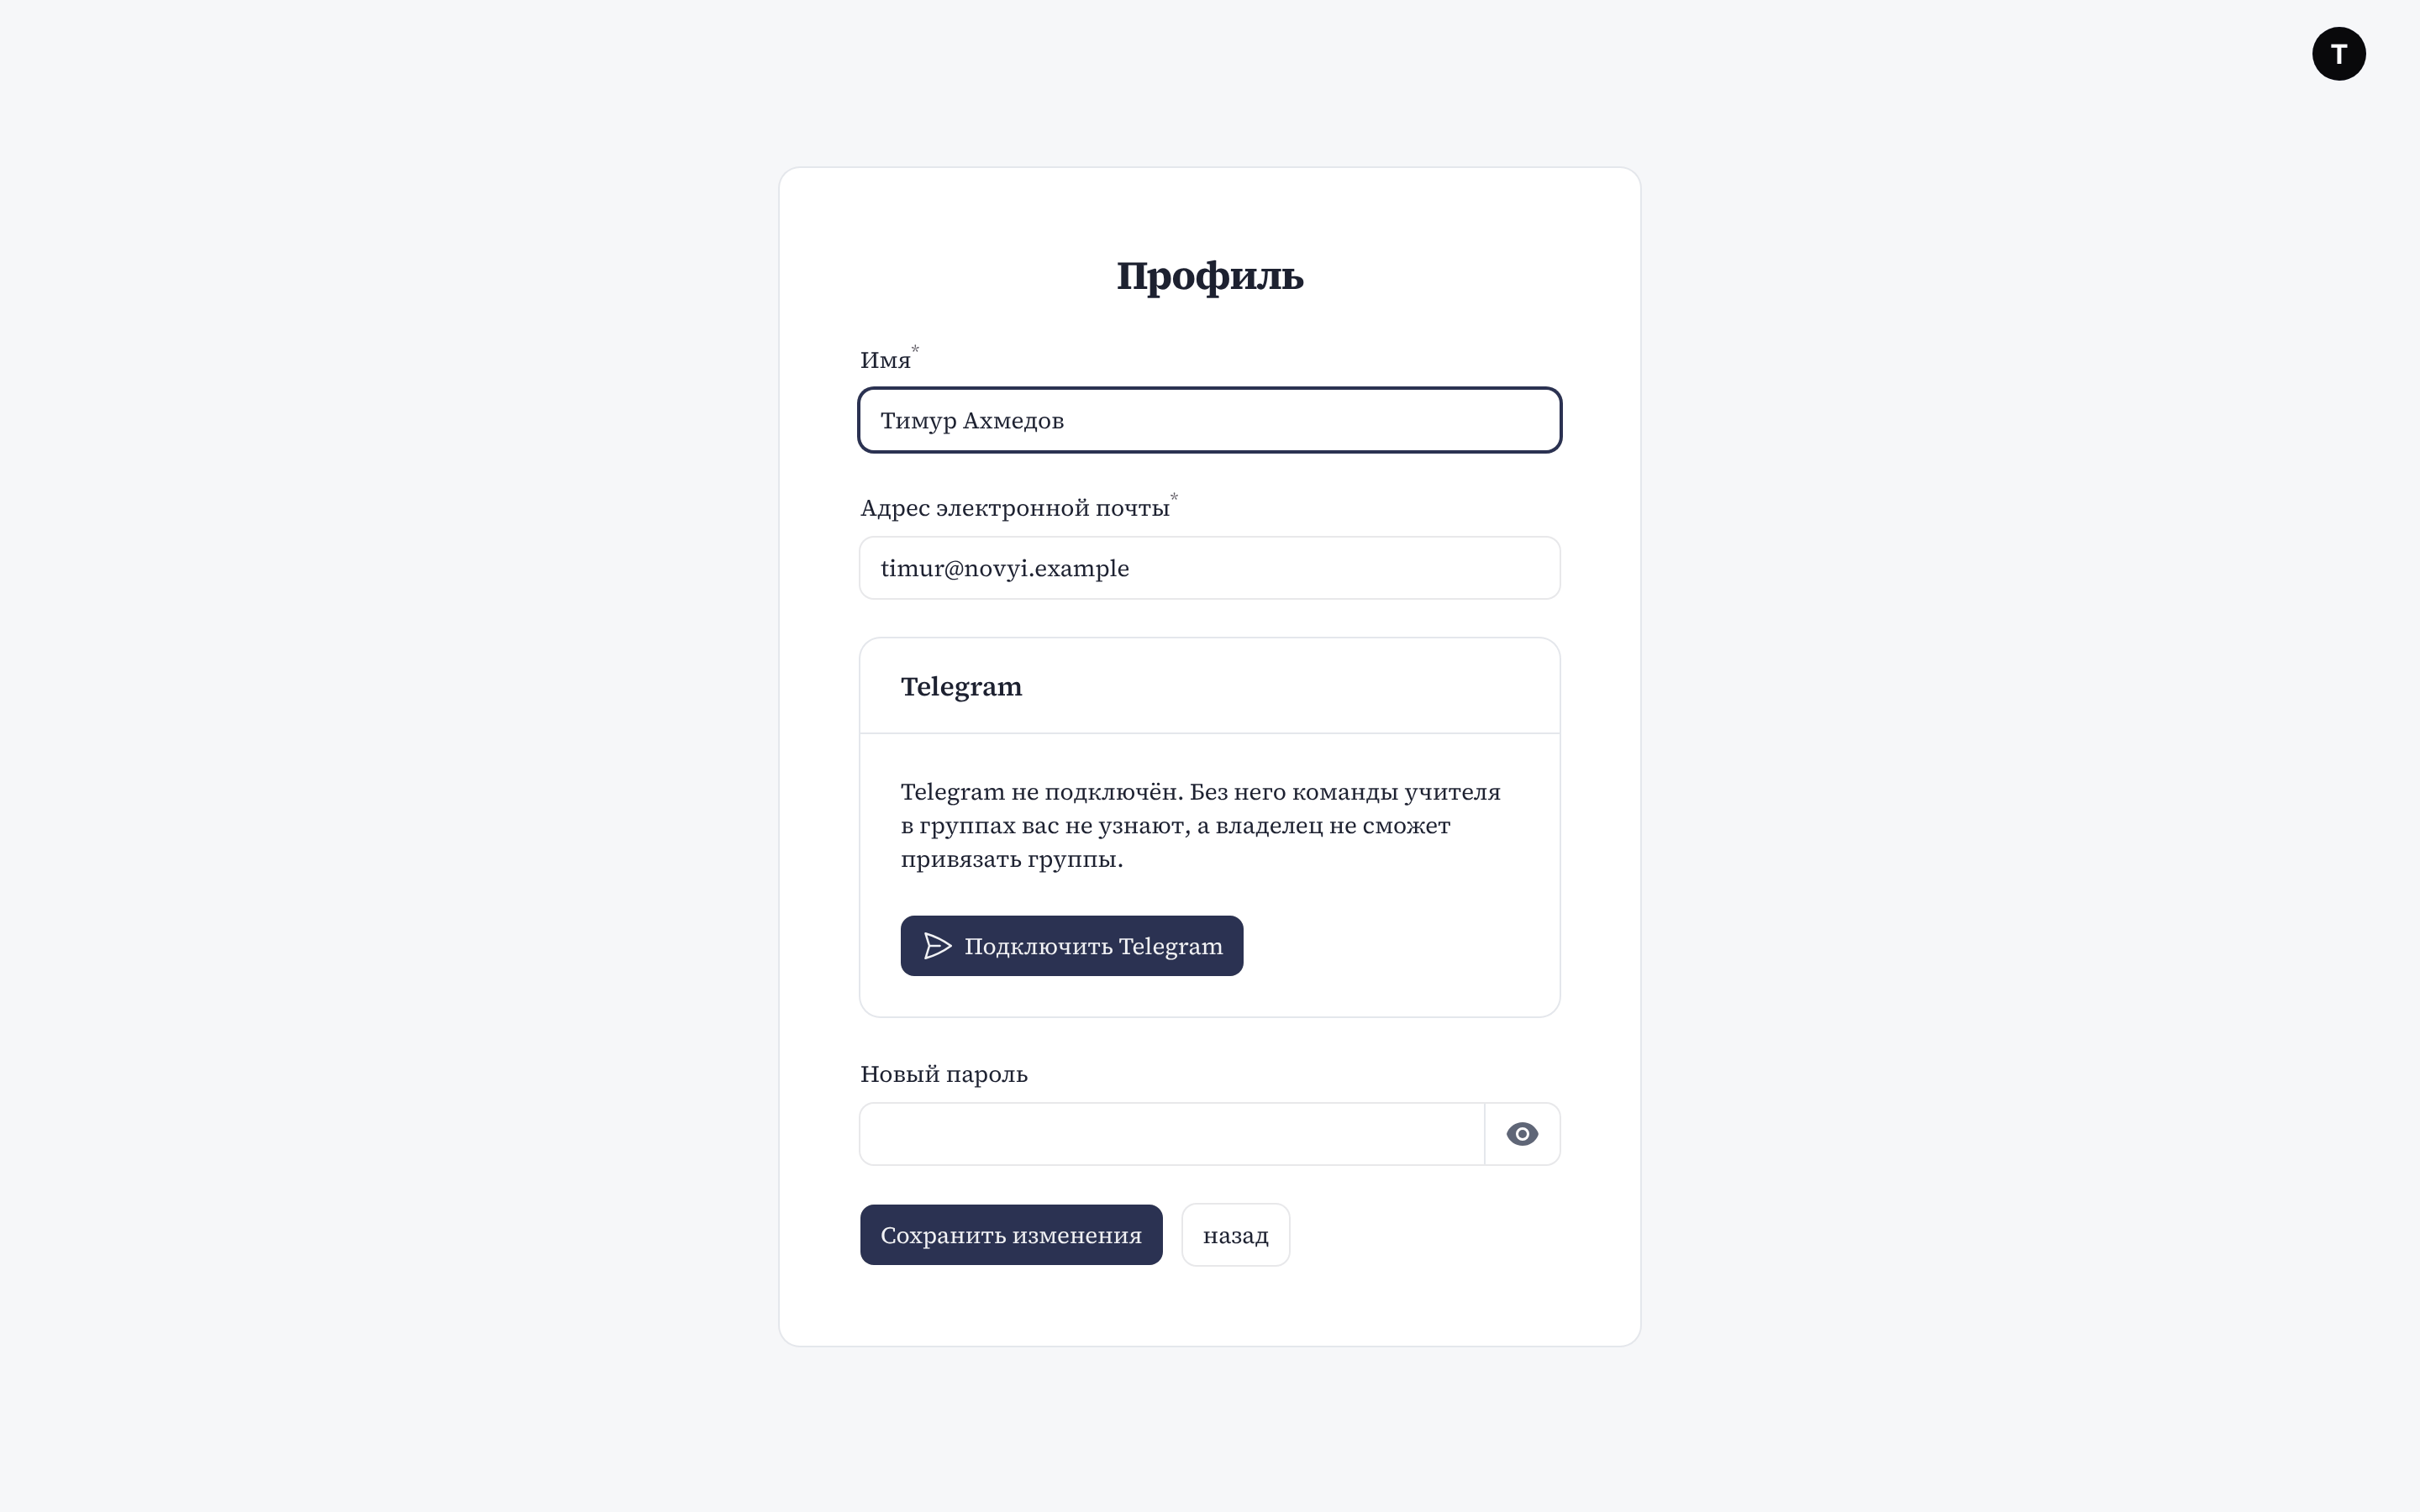 T
Профиль
Имя*
Тимур Ахмедов
Адрес электронной почты*
timur@novyi.example
Telegram
Telegram не подключён. Без него команды учителя
в группах вас не узнают, а владелец не сможет
привязать группы.
Подключить Telegram
Новый пароль
Сохранить изменения
назад